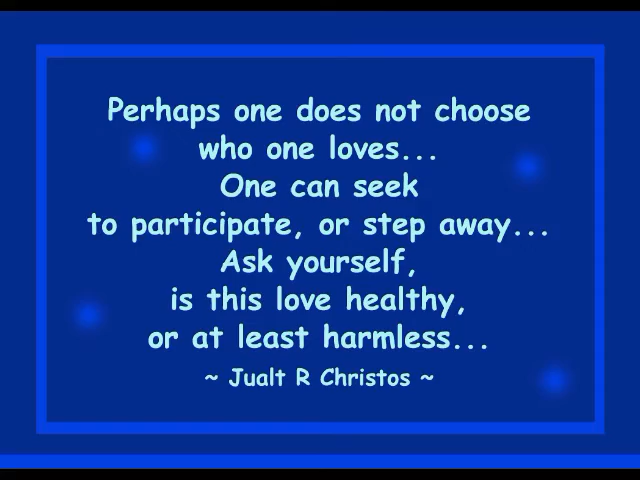 Perhaps one does not choose
who one loves...
One can seek
to participate, or step away...
Ask yourself,
is this love healthy,
or at least harmless...
~ Jualt R Christos ~